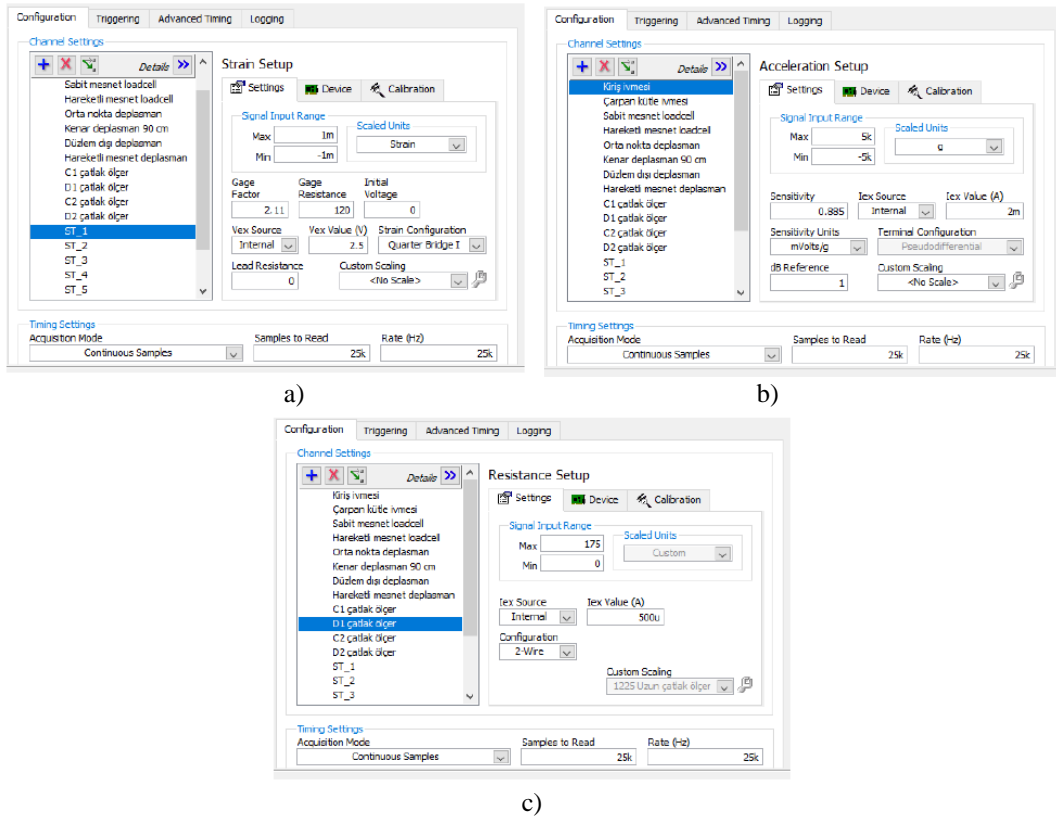 Configuration Triggering Advanced Timing Logging
Channel Settings
Details
Sabit mesnet loadcell
Hareketli mesnet loadcell
Orta nokta deplasman
Kenar deplasman 90 cm
Düzlem dışı deplasman
Hareketli mesnet deplasman
C1 çatlak ölçer
D1 çatlak ölçer
C2 çatlak ölçer
D2 çatlak ölçer
ST_1
ST_2
ST_3
ST_4
ST_5
Strain Setup
Settings Device Calibration
Signal Input Range
Max 1m
Min -1m
Scaled Units
Strain
Gage Factor
2.11
Gage Resistance
120
Initial Voltage
0
Vex Source
Internal
Vex Value (V)
2.5
Strain Configuration
Quarter Bridge I
Lead Resistance
0
Custom Scaling
<No Scale>
Timing Settings
Acquisition Mode Samples to Read Rate (Hz)
Continuous Samples 25k 25k
a)
Configuration Triggering Advanced Timing Logging
Channel Settings
Details
Kiriş ivmesi
Çarpan kütle ivmesi
Sabit mesnet loadcell
Hareketli mesnet loadcell
Orta nokta deplasman
Kenar deplasman 90 cm
Düzlem dışı deplasman
Hareketli mesnet deplasman
C1 çatlak ölçer
D1 çatlak ölçer
C2 çatlak ölçer
D2 çatlak ölçer
ST_1
ST_2
ST_3
Acceleration Setup
Settings Device Calibration
Signal Input Range
Max 5k
Min -5k
Scaled Units
g
Sensitivity
0.885
Iex Source
Internal
Iex Value (A)
2m
Sensitivity Units
mVolts/g
Terminal Configuration
Pseudodifferential
dB Reference
1
Custom Scaling
<No Scale>
Timing Settings
Acquisition Mode Samples to Read Rate (Hz)
Continuous Samples 25k 25k
b)
Configuration Triggering Advanced Timing Logging
Channel Settings
Details
Kiriş ivmesi
Çarpan kütle ivmesi
Sabit mesnet loadcell
Hareketli mesnet loadcell
Orta nokta deplasman
Kenar deplasman 90 cm
Düzlem dışı deplasman
Hareketli mesnet deplasman
C1 çatlak ölçer
D1 çatlak ölçer
C2 çatlak ölçer
D2 çatlak ölçer
ST_1
ST_2
ST_3
Resistance Setup
Settings Device Calibration
Signal Input Range
Max 175
Min 0
Scaled Units
Custom
Iex Source
Internal
Iex Value (A)
500u
Configuration
2-Wire
Custom Scaling
1225 Uzun çatlak ölçer
Timing Settings
Acquisition Mode Samples to Read Rate (Hz)
Continuous Samples 25k 25k
c)